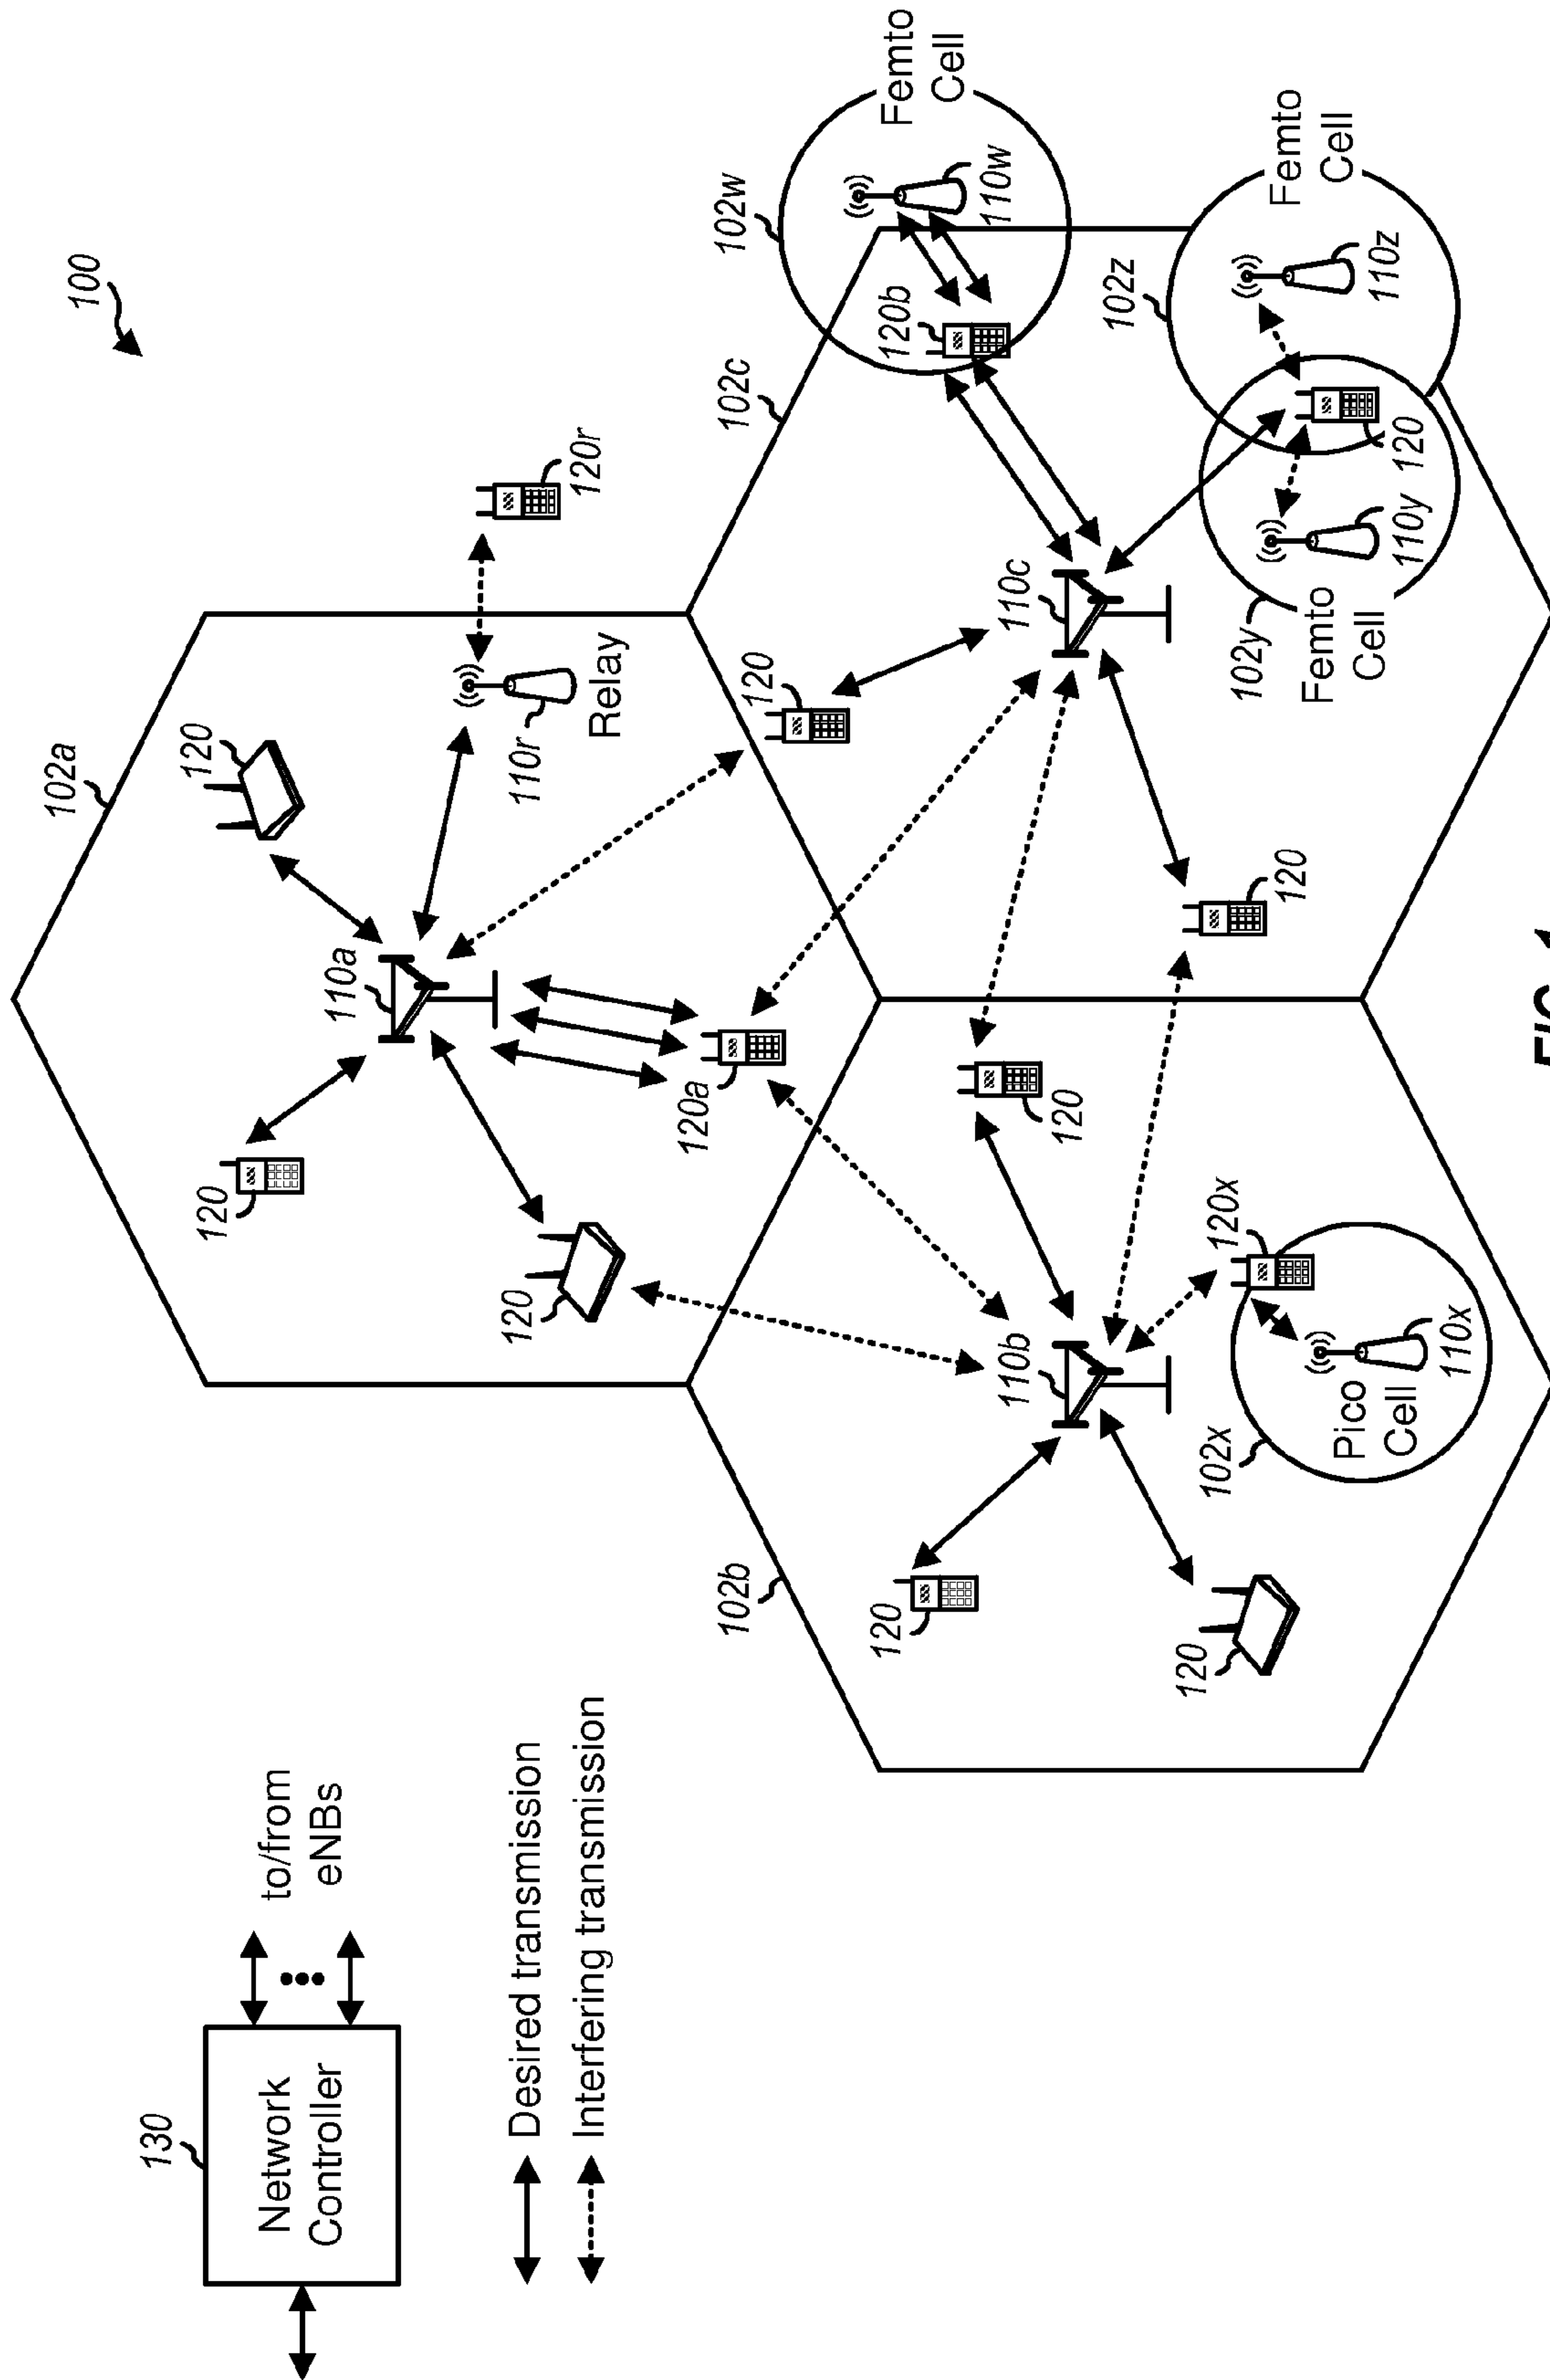 100
130
Network
Controller
to/from
eNBs
Desired transmission
Interfering transmission
102a
120
110a
120
120
120a
110r
Relay
120r
102b
120
110b
120
120
102x
Pico
Cell
110x
120x
102c
120
110c
120
102w
120b
110w
Femto
Cell
102z
110z
Femto
Cell
120
102y
110y
Femto
Cell